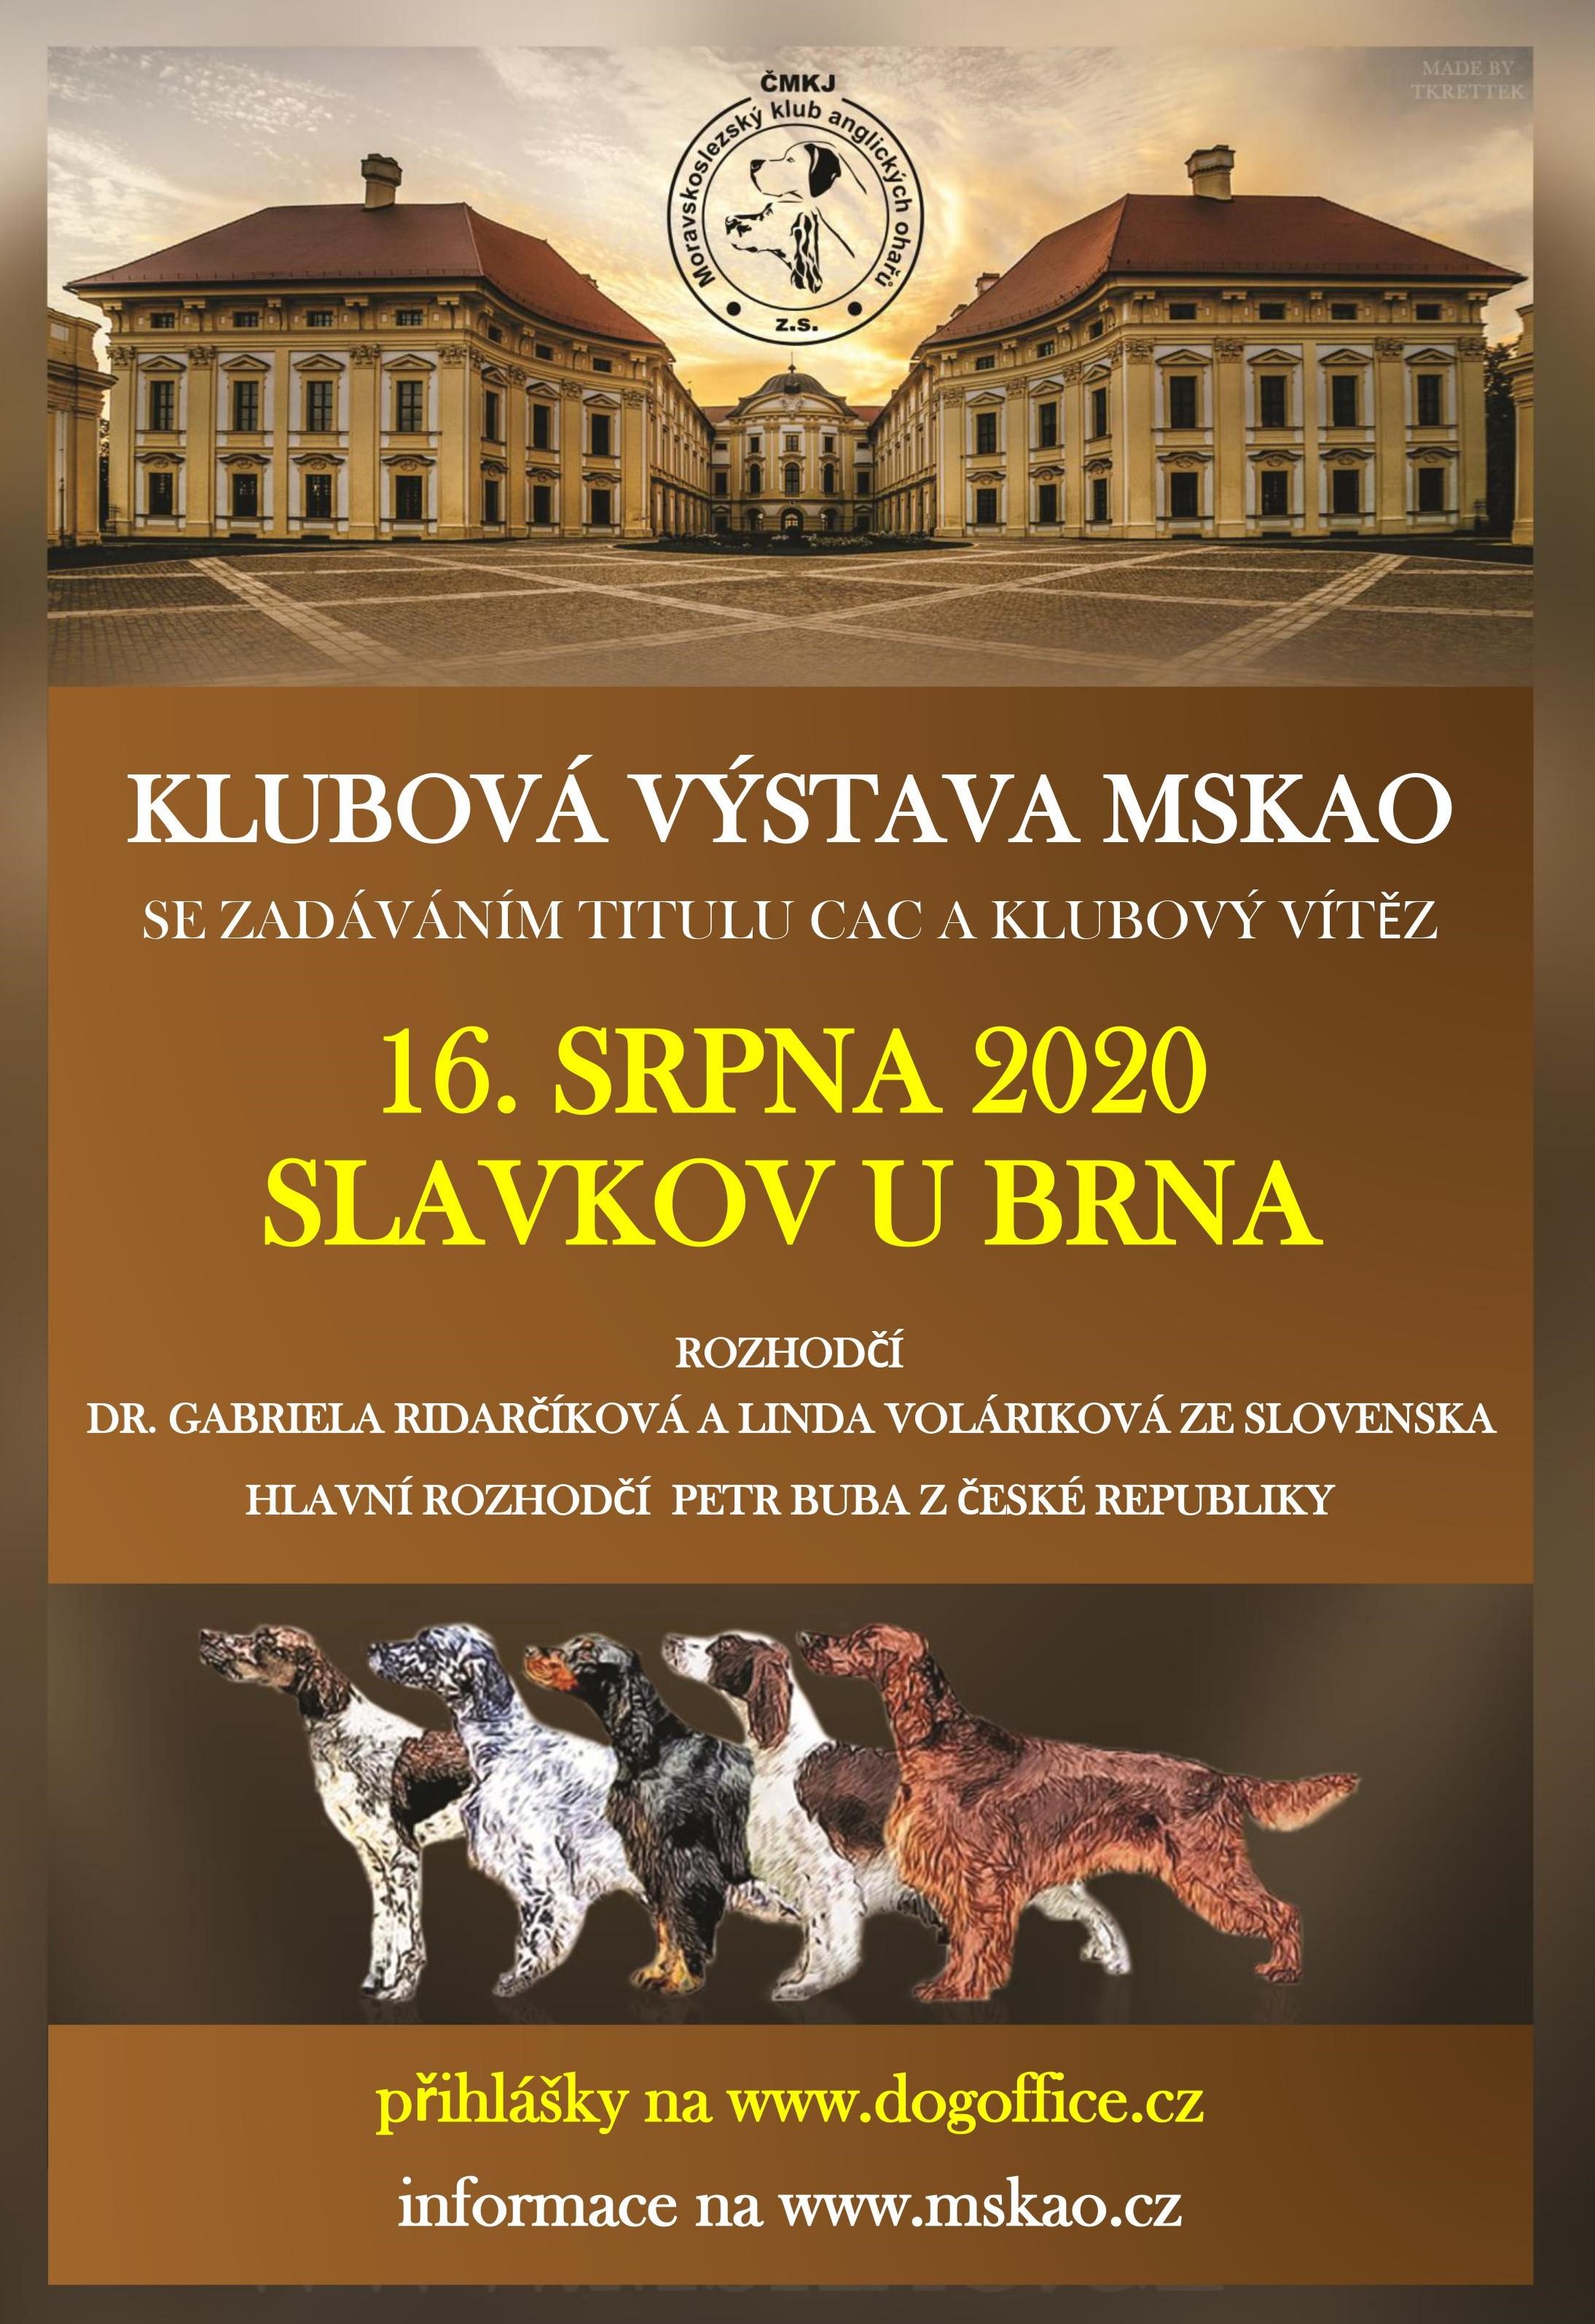 MADE BY
TKRETTEK
ČMKJ
Moravskoslezský klub anglických ohařů
z.s.
KLUBOVÁ VÝSTAVA MSKAO
SE ZADÁVÁNÍM TITULU CAC A KLUBOVÝ VÍTĚZ
16. SRPNA 2020
SLAVKOV U BRNA
ROZHODČÍ
DR. GABRIELA RIDARČÍKOVÁ A LINDA VOLÁRIKOVÁ ZE SLOVENSKA
HLAVNÍ ROZHODČÍ PETR BUBA Z ČESKÉ REPUBLIKY
přihlášky na www.dogoffice.cz
informace na www.mskao.cz